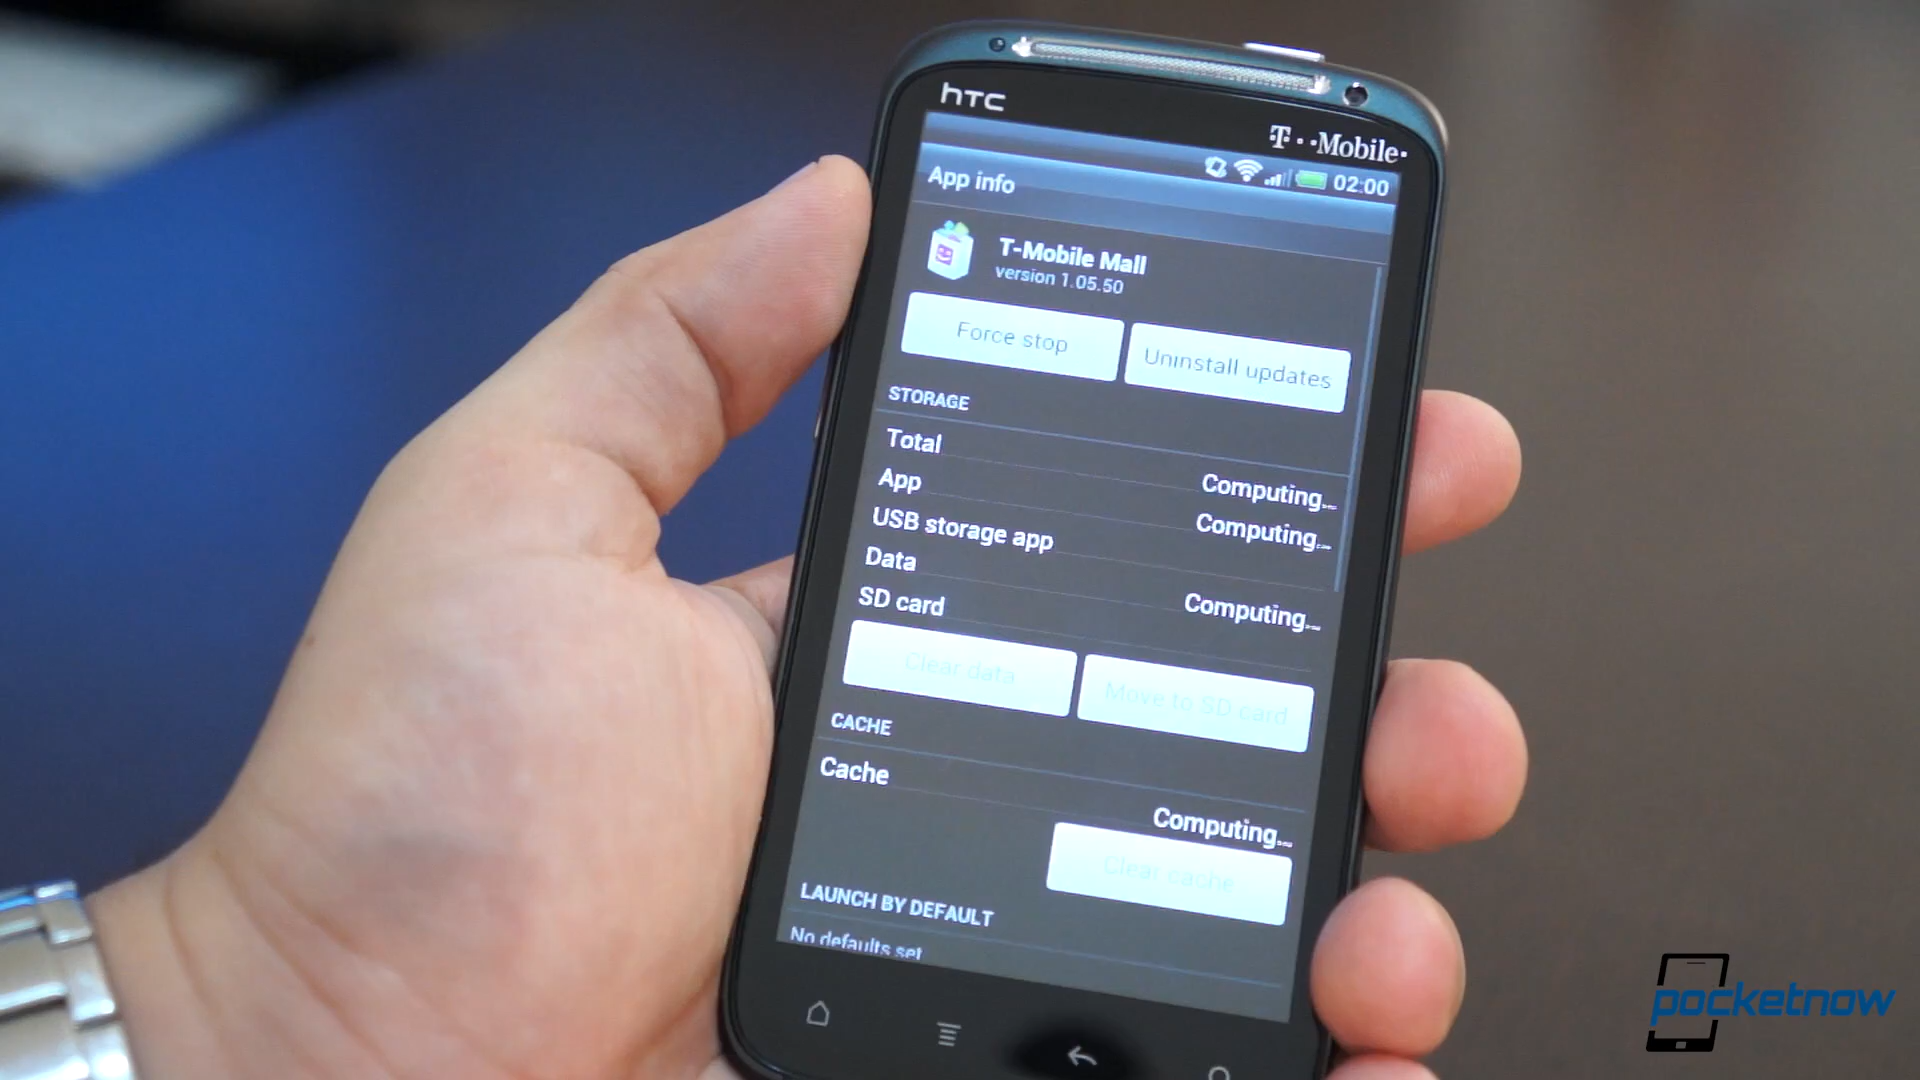 hTC
T··Mobile·
02:00
App info
T-Mobile Mall
version 1.05.50
Force stop
Uninstall updates
STORAGE
Total
Computing...
App
Computing...
USB storage app
Data
Computing...
SD card
Clear data
Move to SD card
CACHE
Cache
Computing...
Clear cache
LAUNCH BY DEFAULT
No defaults set
pocketnow